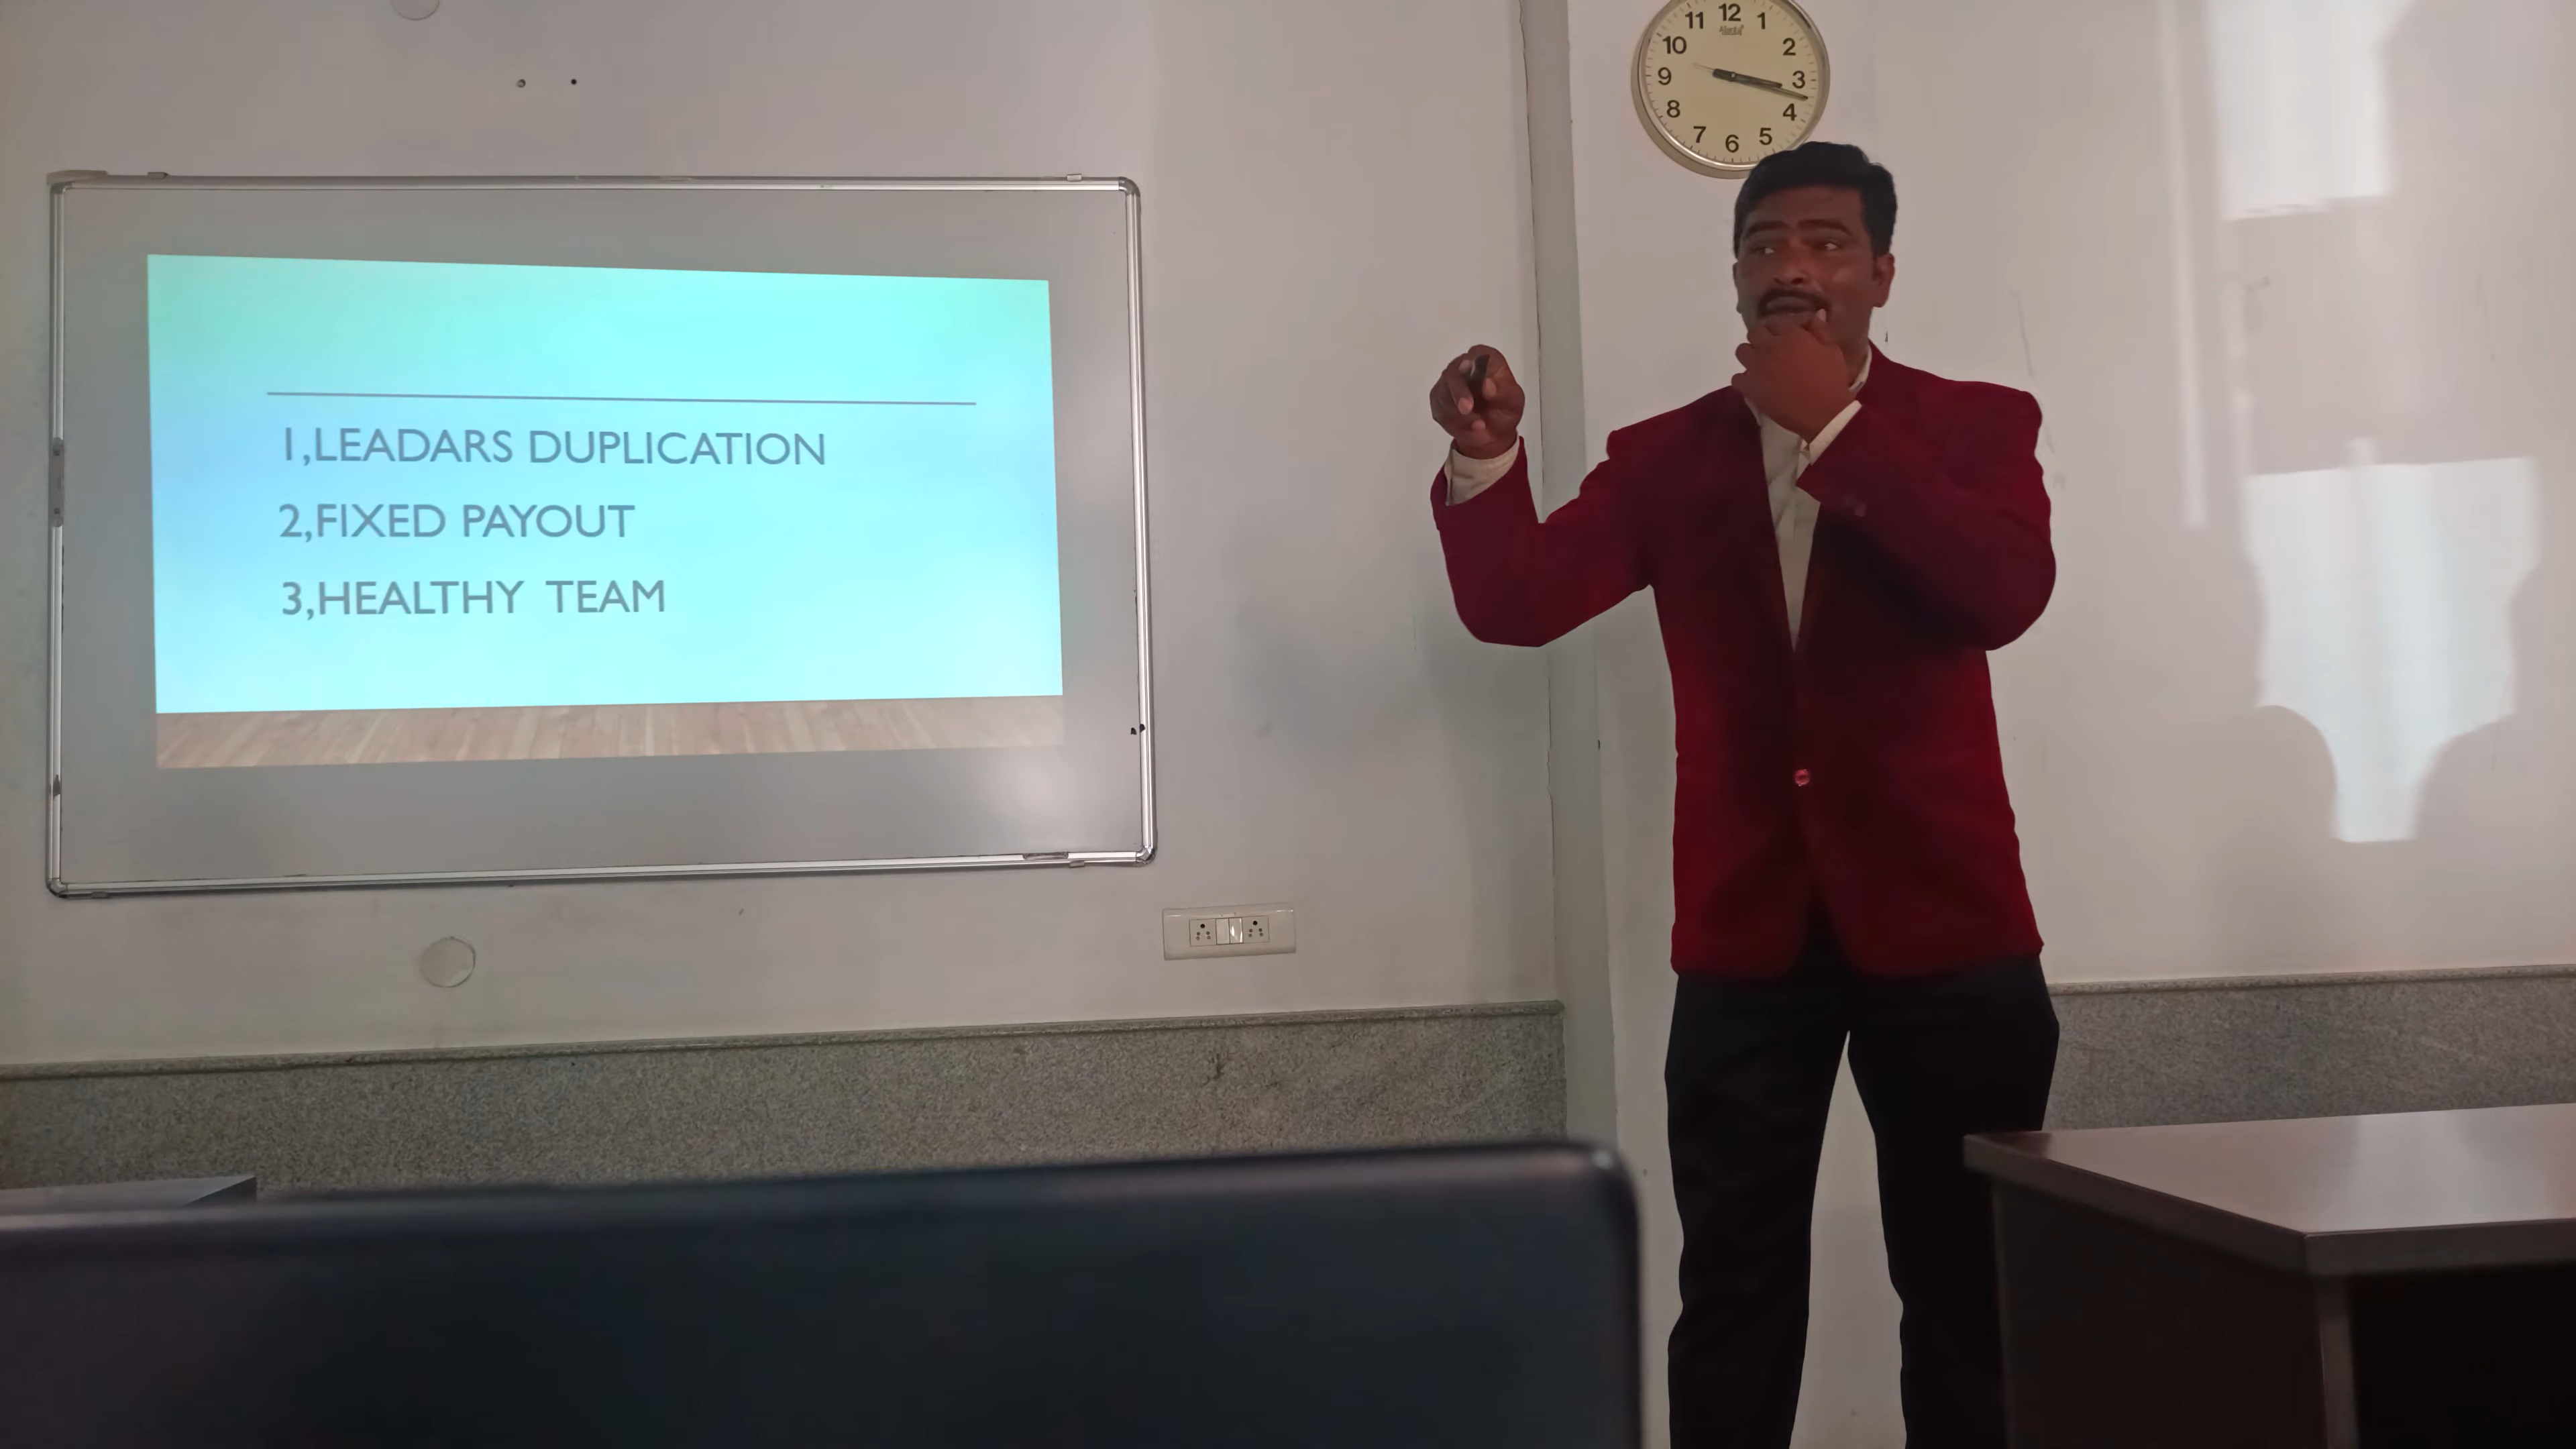 1,LEADARS DUPLICATION
2,FIXED PAYOUT
3,HEALTHY TEAM
11 12 1
10 2
9 3
8 4
7 6 5